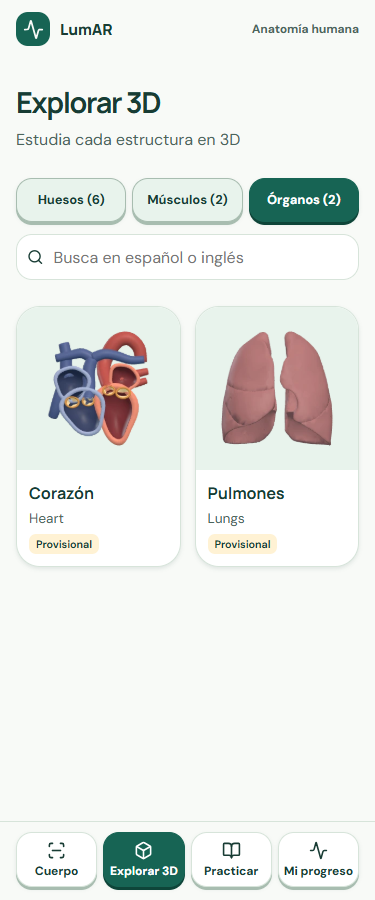 LumAR
Anatomía humana
Explorar 3D
Estudia cada estructura en 3D
Huesos (6)
Músculos (2)
Órganos (2)
Busca en español o inglés
Corazón
Heart
Provisional
Pulmones
Lungs
Provisional
Cuerpo
Explorar 3D
Practicar
Mi progreso